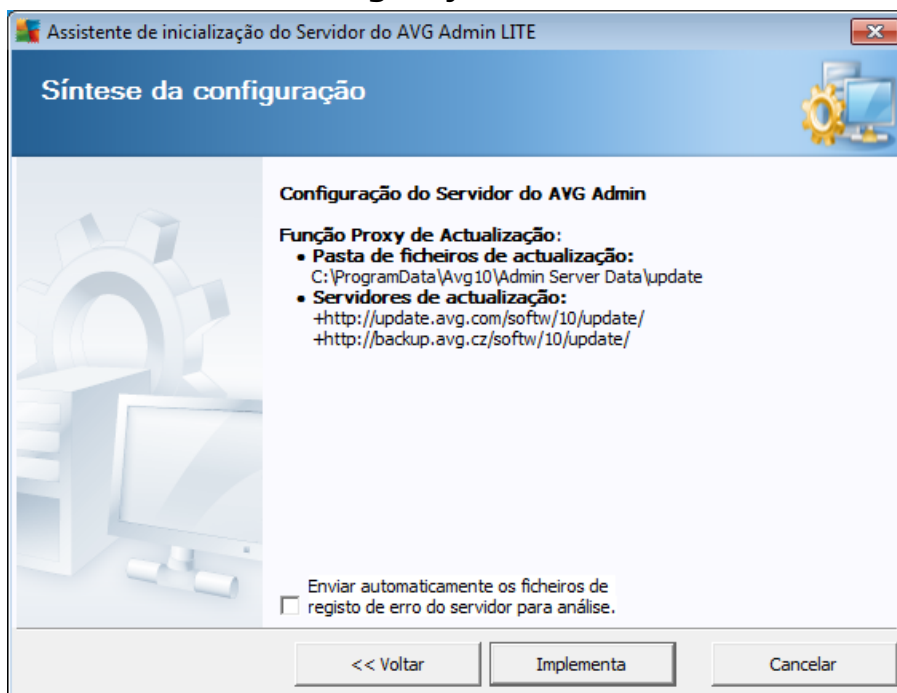 Assistente de inicialização do Servidor do AVG Admin LITE
Síntese da configuração
Configuração do Servidor do AVG Admin
Função Proxy de Actualização:
• Pasta de ficheiros de actualização:
C:\ProgramData\Avg10\Admin Server Data\update
• Servidores de actualização:
+http://update.avg.com/softw/10/update/
+http://backup.avg.cz/softw/10/update/
Enviar automaticamente os ficheiros de
registo de erro do servidor para análise.
<< Voltar
Implementa
Cancelar